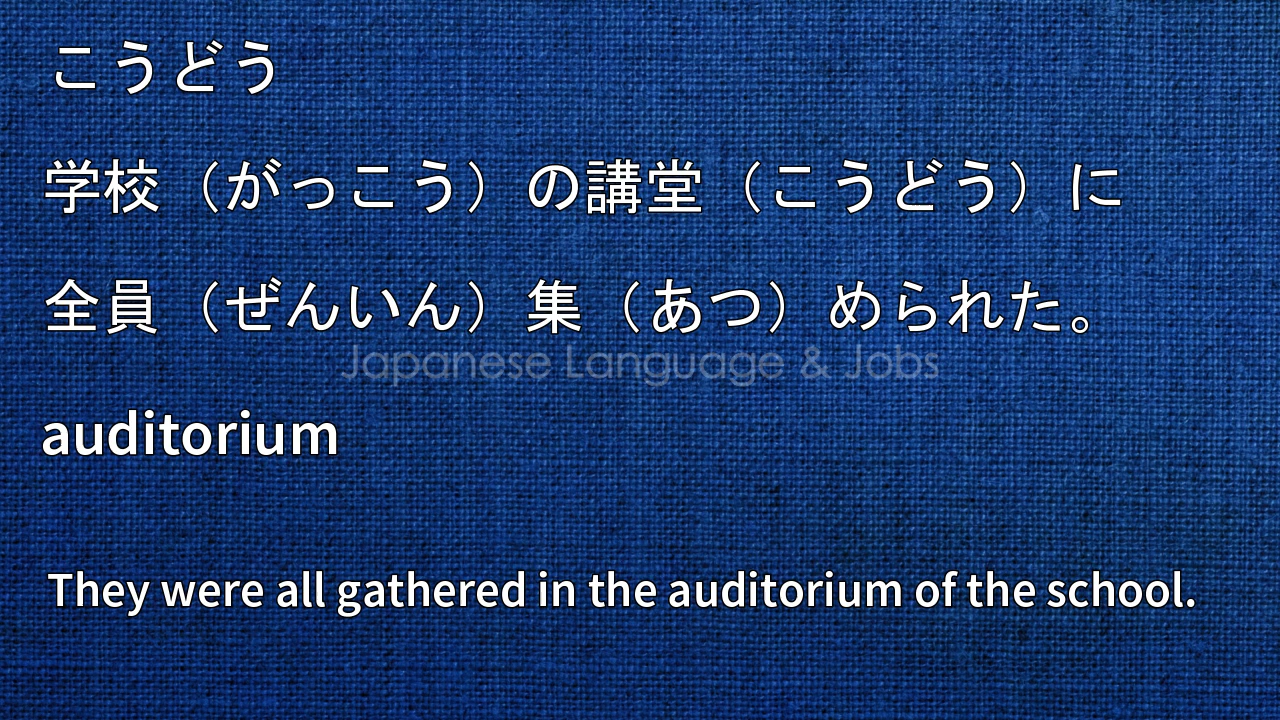 こうどう
学校（がっこう）の講堂（こうどう）に
全員（ぜんいん）集（あつ）められた。
Japanese Language & Jobs
auditorium
They were all gathered in the auditorium of the school.